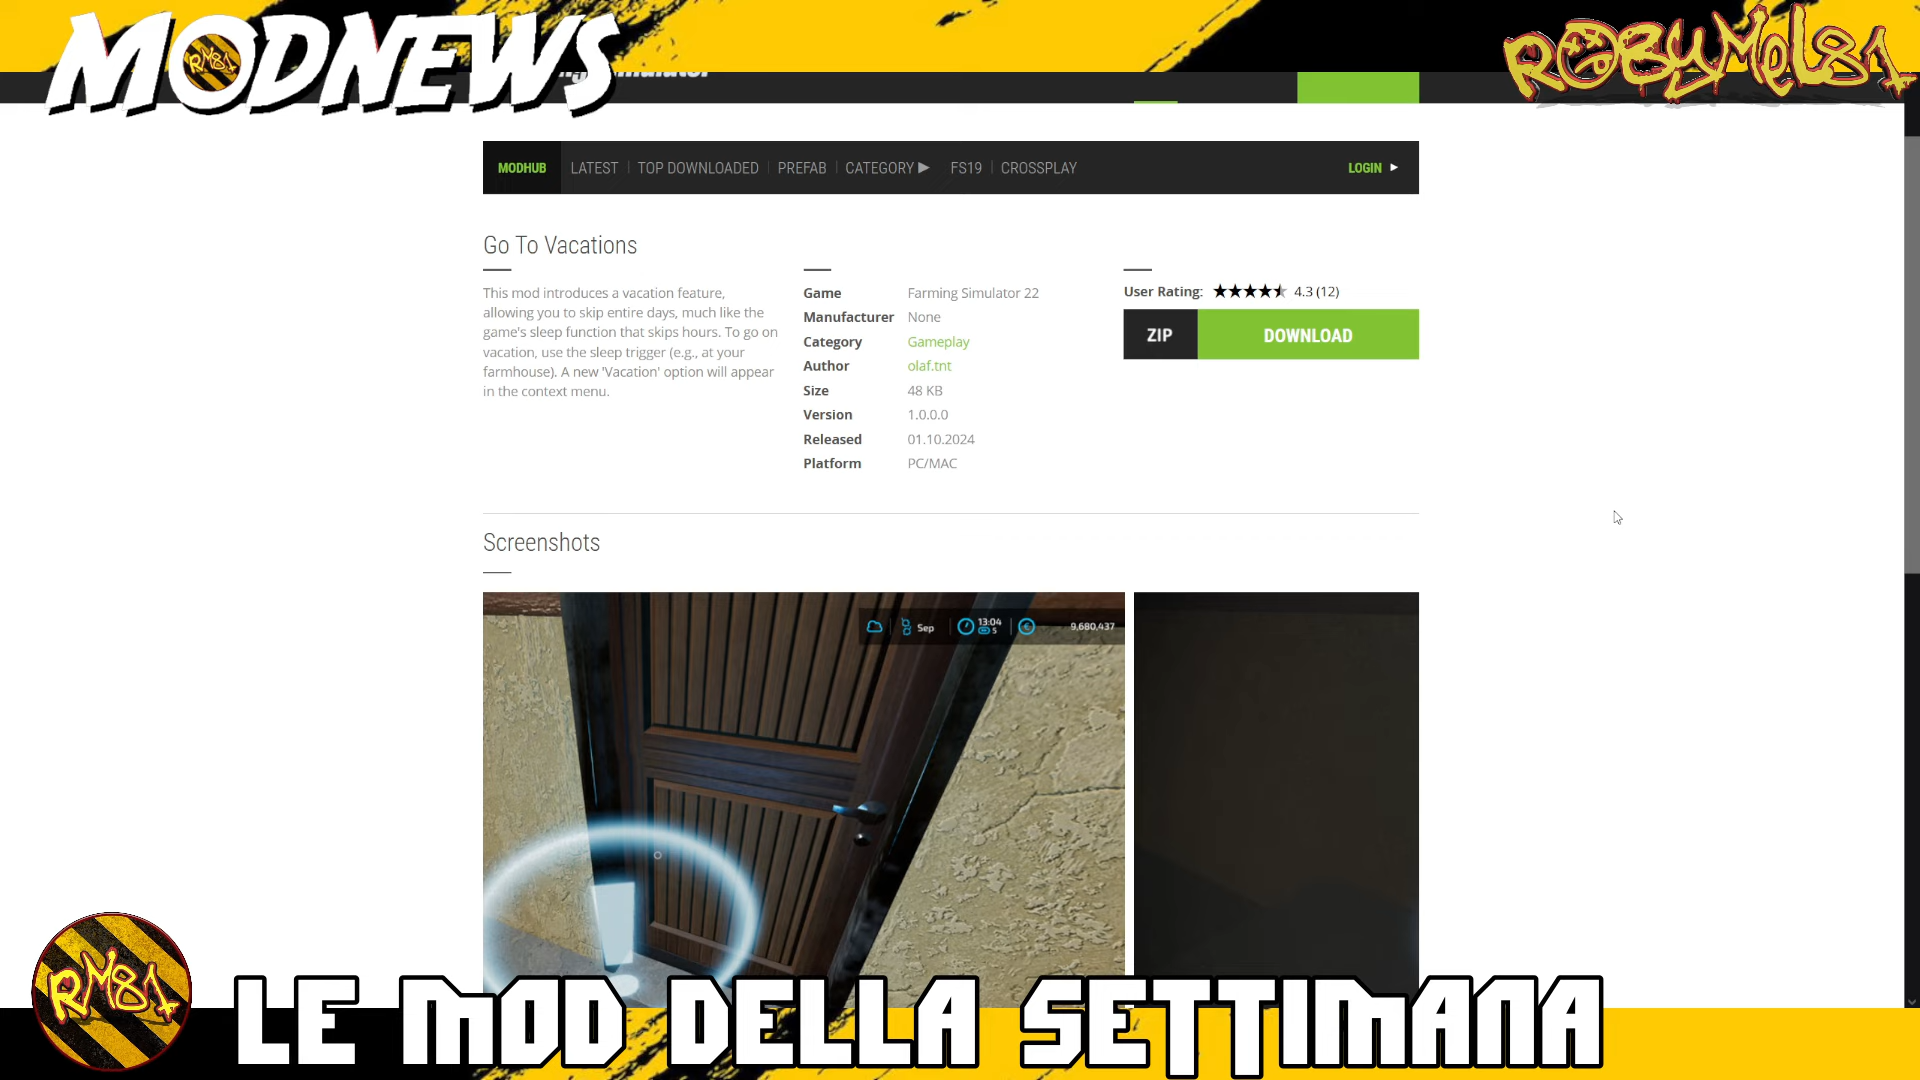 MODNEWS
RM81
ROBYMEL81
MODHUB LATEST TOP DOWNLOADED PREFAB CATEGORY FS19 CROSSPLAY LOGIN
Go To Vacations
This mod introduces a vacation feature,
allowing you to skip entire days, much like the
game's sleep function that skips hours. To go on
vacation, use the sleep trigger (e.g., at your
farmhouse). A new 'Vacation' option will appear
in the context menu.
Game Farming Simulator 22
Manufacturer None
Category Gameplay
Author olaf.tnt
Size 48 KB
Version 1.0.0.0
Released 01.10.2024
Platform PC/MAC
User Rating: 4.3 (12)
ZIP DOWNLOAD
Screenshots
Sep 13:04 5 € 9,680,437
RM81
LE MOD DELLA SETTIMANA